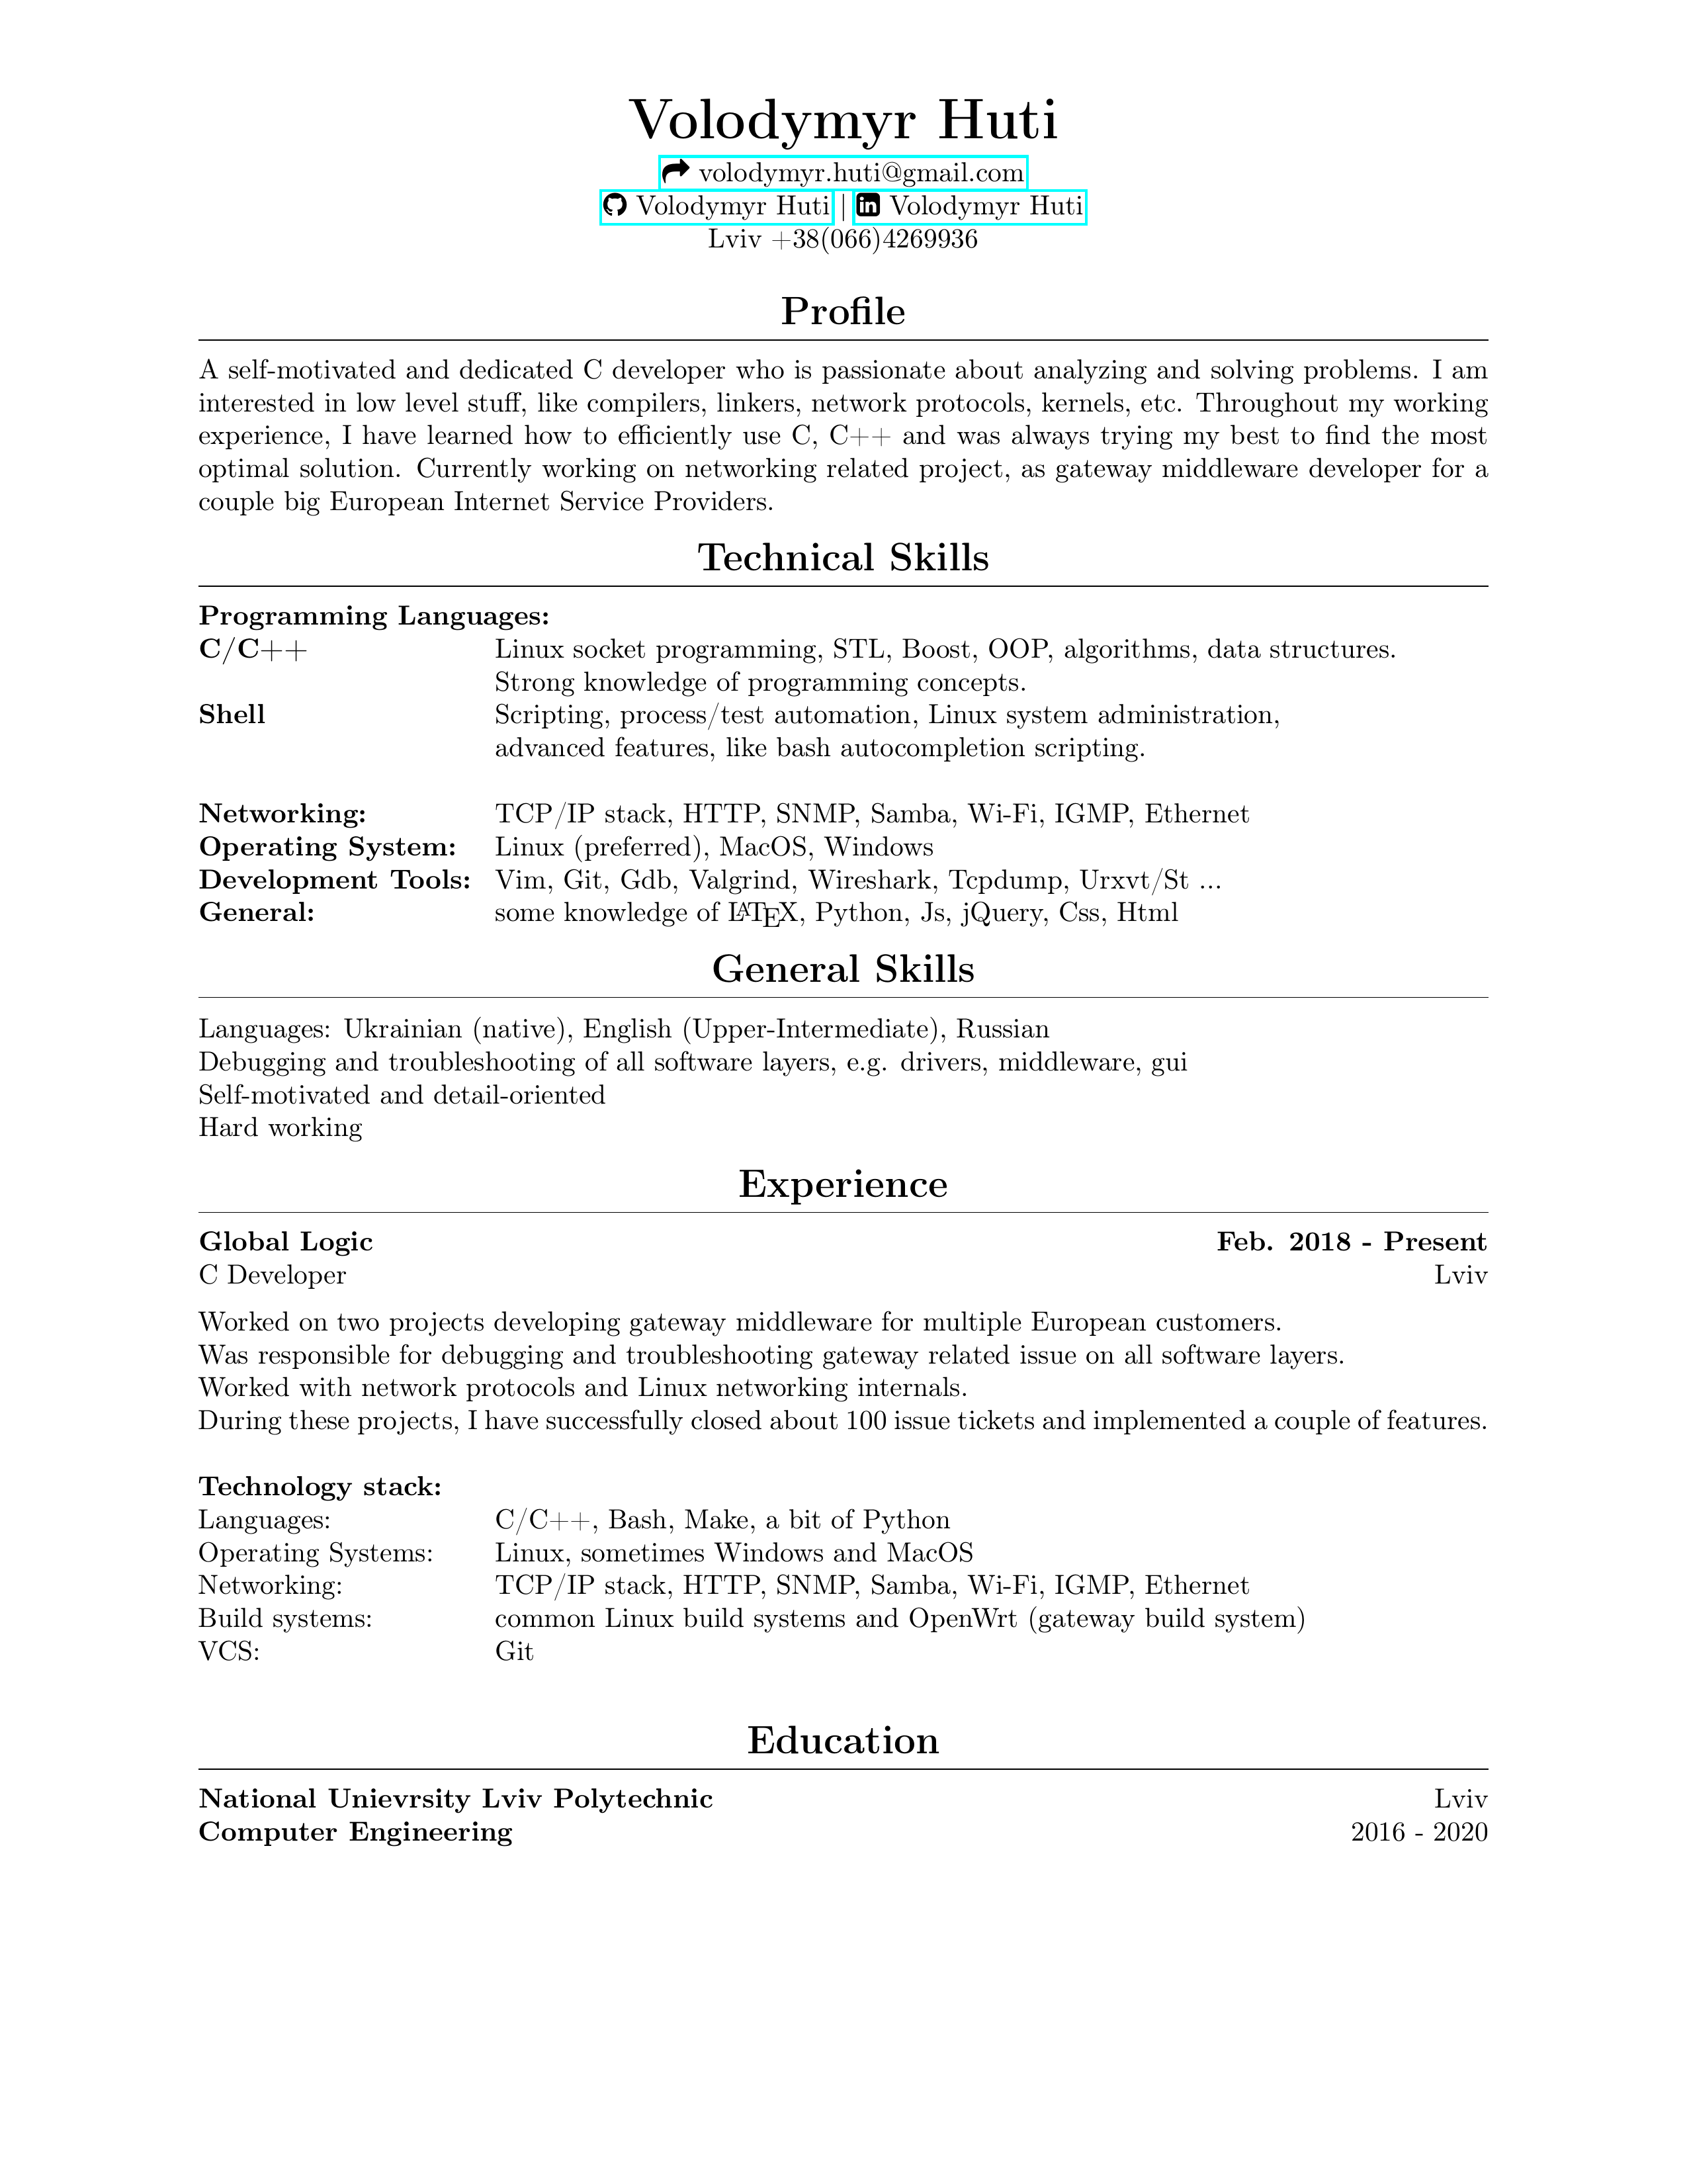 Volodymyr Huti
volodymyr.huti@gmail.com
Volodymyr Huti | Volodymyr Huti
Lviv +38(066)4269936
Profile
A self-motivated and dedicated C developer who is passionate about analyzing and solving problems. I am
interested in low level stuff, like compilers, linkers, network protocols, kernels, etc. Throughout my working
experience, I have learned how to efficiently use C, C++ and was always trying my best to find the most
optimal solution. Currently working on networking related project, as gateway middleware developer for a
couple big European Internet Service Providers.
Technical Skills
Programming Languages:
C/C++ Linux socket programming, STL, Boost, OOP, algorithms, data structures.
Strong knowledge of programming concepts.
Shell Scripting, process/test automation, Linux system administration,
advanced features, like bash autocompletion scripting.
Networking: TCP/IP stack, HTTP, SNMP, Samba, Wi-Fi, IGMP, Ethernet
Operating System: Linux (preferred), MacOS, Windows
Development Tools: Vim, Git, Gdb, Valgrind, Wireshark, Tcpdump, Urxvt/St ...
General: some knowledge of LATEX, Python, Js, jQuery, Css, Html
General Skills
Languages: Ukrainian (native), English (Upper-Intermediate), Russian
Debugging and troubleshooting of all software layers, e.g. drivers, middleware, gui
Self-motivated and detail-oriented
Hard working
Experience
Global Logic Feb. 2018 - Present
C Developer Lviv
Worked on two projects developing gateway middleware for multiple European customers.
Was responsible for debugging and troubleshooting gateway related issue on all software layers.
Worked with network protocols and Linux networking internals.
During these projects, I have successfully closed about 100 issue tickets and implemented a couple of features.
Technology stack:
Languages: C/C++, Bash, Make, a bit of Python
Operating Systems: Linux, sometimes Windows and MacOS
Networking: TCP/IP stack, HTTP, SNMP, Samba, Wi-Fi, IGMP, Ethernet
Build systems: common Linux build systems and OpenWrt (gateway build system)
VCS: Git
Education
National Unievrsity Lviv Polytechnic Lviv
Computer Engineering 2016 - 2020